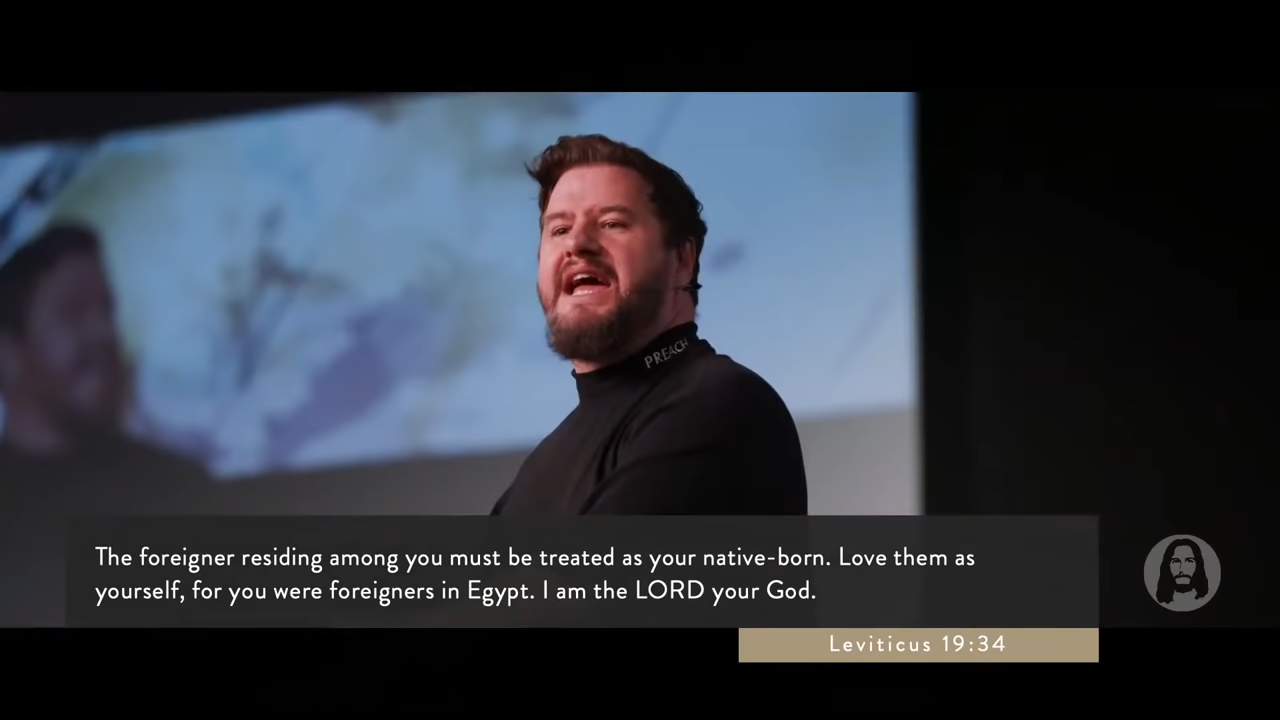 PREACH
The foreigner residing among you must be treated as your native-born. Love them as
yourself, for you were foreigners in Egypt. I am the LORD your God.
Leviticus 19:34